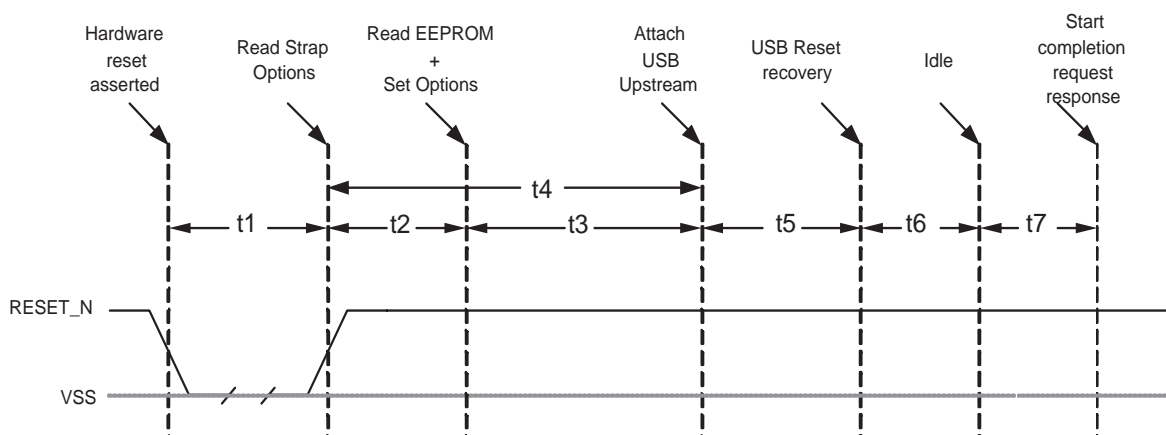 Hardware
reset
asserted
Read Strap
Options
Read EEPROM
+
Set Options
Attach
USB
Upstream
USB Reset
recovery
Idle
Start
completion
request
response
t4
t1
t2
t3
t5
t6
t7
RESET_N
VSS